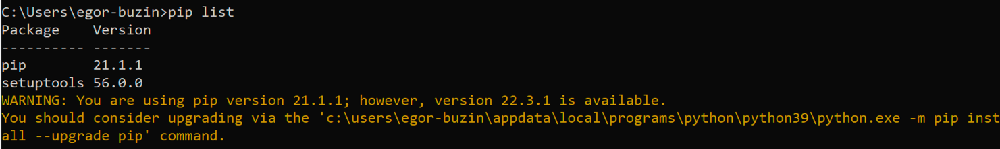 C:\Users\egor-buzin>pip list
Package    Version
---------- -------
pip        21.1.1
setuptools 56.0.0
WARNING: You are using pip version 21.1.1; however, version 22.3.1 is available.
You should consider upgrading via the 'c:\users\egor-buzin\appdata\local\programs\python\python39\python.exe -m pip inst
all --upgrade pip' command.